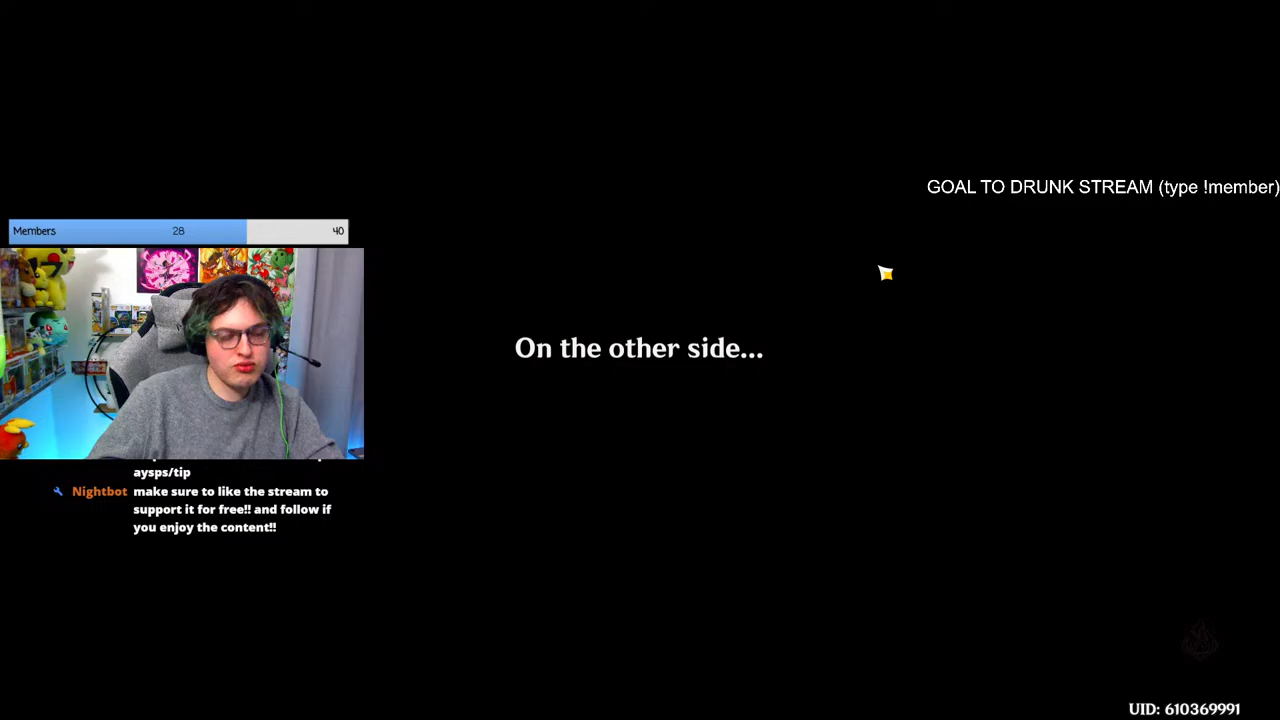 GOAL TO DRUNK STREAM (type !member)
Members 28 40
On the other side...
aysps/tip
Nightbot make sure to like the stream to
support it for free!! and follow if
you enjoy the content!!
UID: 610369991